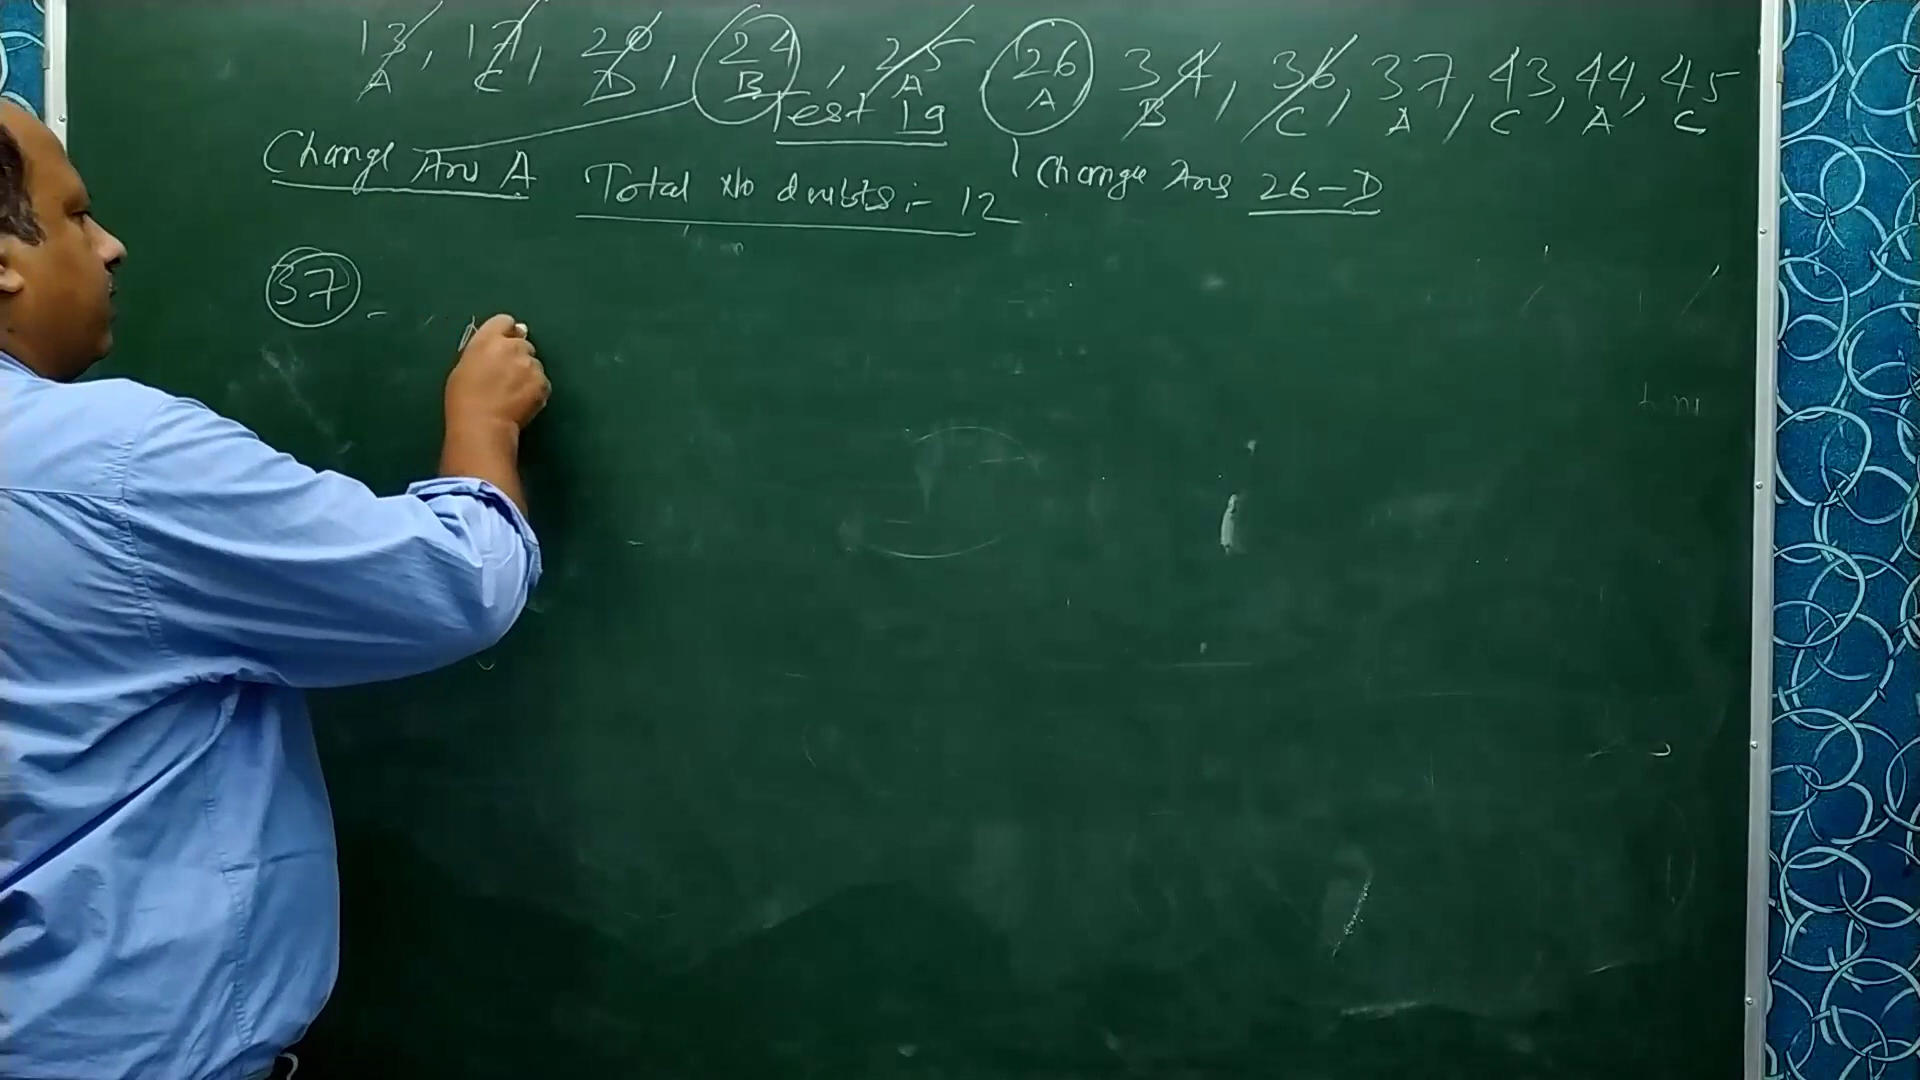 13, 17, 20, 24, 25 26 34, 36, 37, 43, 44, 45
A C D B A A B C A C A C
Test 19
Change Ans A
Total No doubts:- 12
Change Ans 26-D
37 -